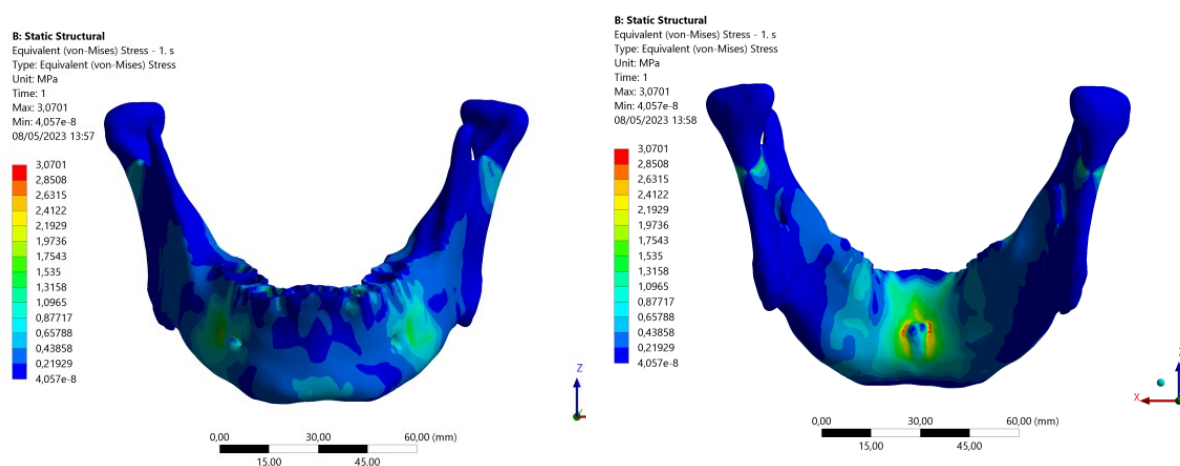 B: Static Structural
Equivalent (von-Mises) Stress - 1. s
Type: Equivalent (von-Mises) Stress
Unit: MPa
Time: 1
Max: 3,0701
Min: 4,057e-8
08/05/2023 13:57
3,0701
2,8508
2,6315
2,4122
2,1929
1,9736
1,7543
1,535
1,3158
1,0965
0,87717
0,65788
0,43858
0,21929
4,057e-8
Z
0,00 30,00 60,00 (mm)
15,00 45,00
B: Static Structural
Equivalent (von-Mises) Stress - 1. s
Type: Equivalent (von-Mises) Stress
Unit: MPa
Time: 1
Max: 3,0701
Min: 4,057e-8
08/05/2023 13:58
3,0701
2,8508
2,6315
2,4122
2,1929
1,9736
1,7543
1,535
1,3158
1,0965
0,87717
0,65788
0,43858
0,21929
4,057e-8
X
0,00 30,00 60,00 (mm)
15,00 45,00